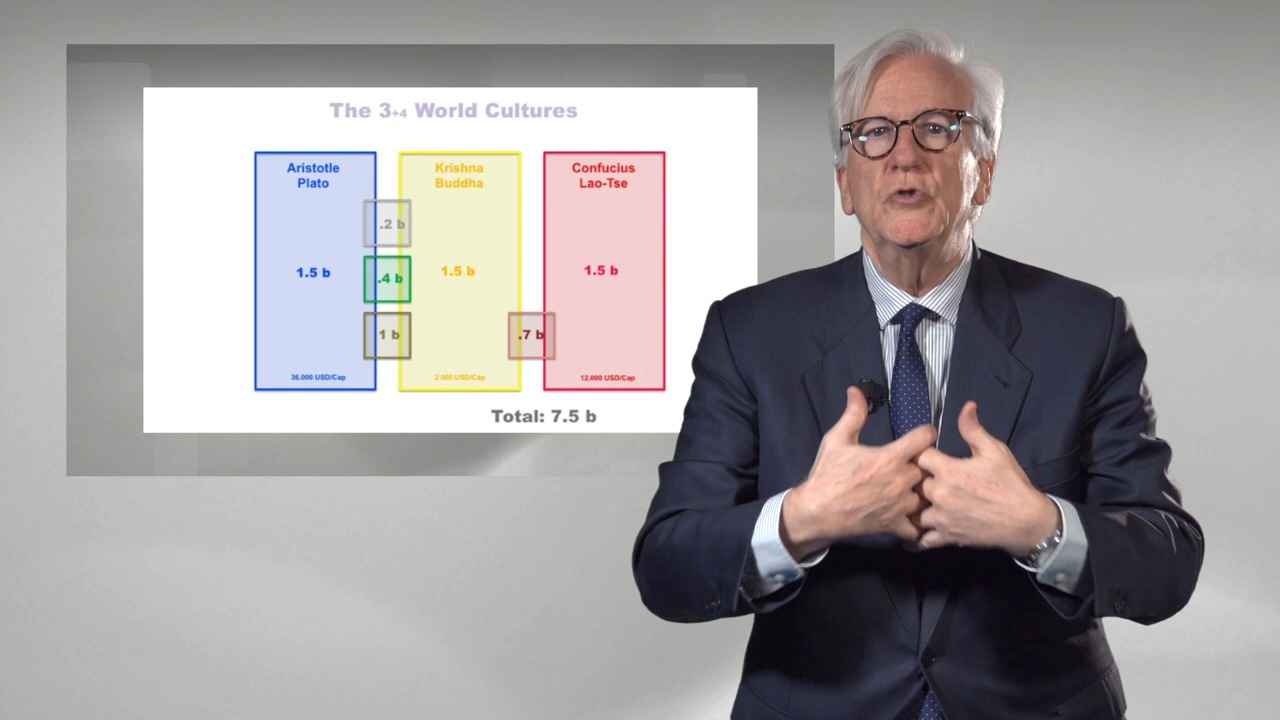 The 3+4 World Cultures
Aristotle
Plato
Krishna
Buddha
Confucius
Lao-Tse
.2 b
1.5 b
.4 b
1.5 b
1.5 b
1 b
.7 b
36.000 USD/Cap
2.000 USD/Cap
12.000 USD/Cap
Total: 7.5 b